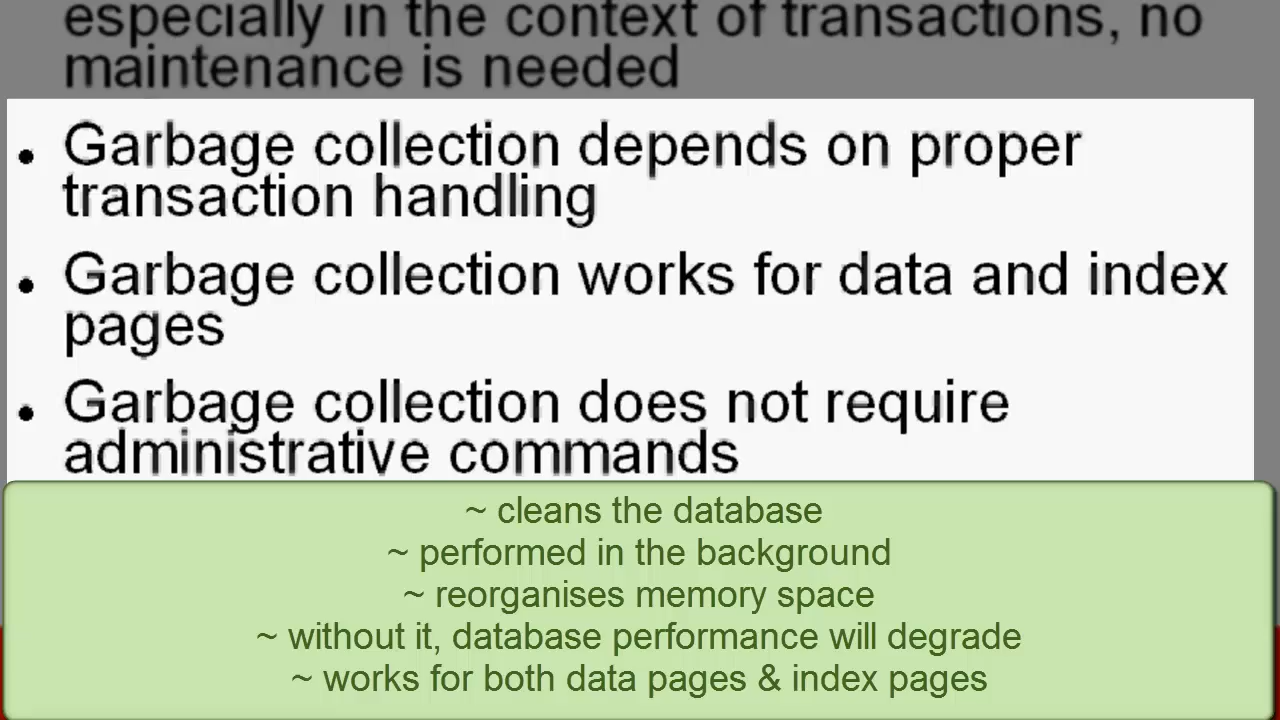 especially in the context of transactions, no
maintenance is needed
• Garbage collection depends on proper
transaction handling
• Garbage collection works for data and index
pages
• Garbage collection does not require
administrative commands
~ cleans the database
~ performed in the background
~ reorganises memory space
~ without it, database performance will degrade
~ works for both data pages & index pages